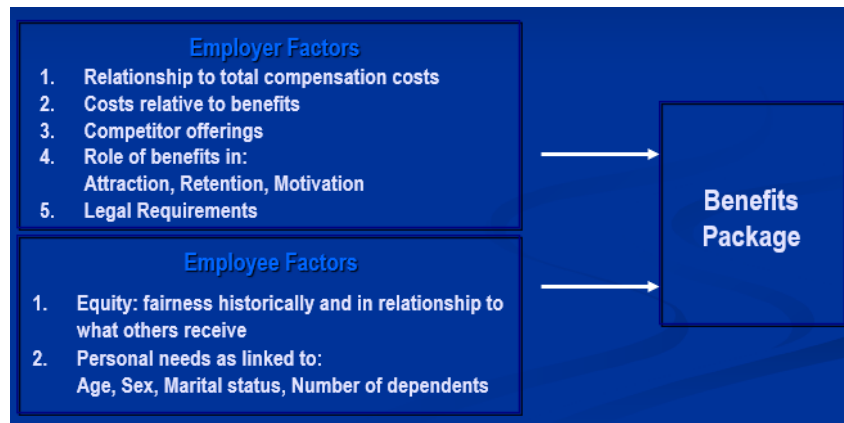 Employer Factors
1. Relationship to total compensation costs
2. Costs relative to benefits
3. Competitor offerings
4. Role of benefits in:
Attraction, Retention, Motivation
5. Legal Requirements
Employee Factors
1. Equity: fairness historically and in relationship to
what others receive
2. Personal needs as linked to:
Age, Sex, Marital status, Number of dependents
Benefits
Package